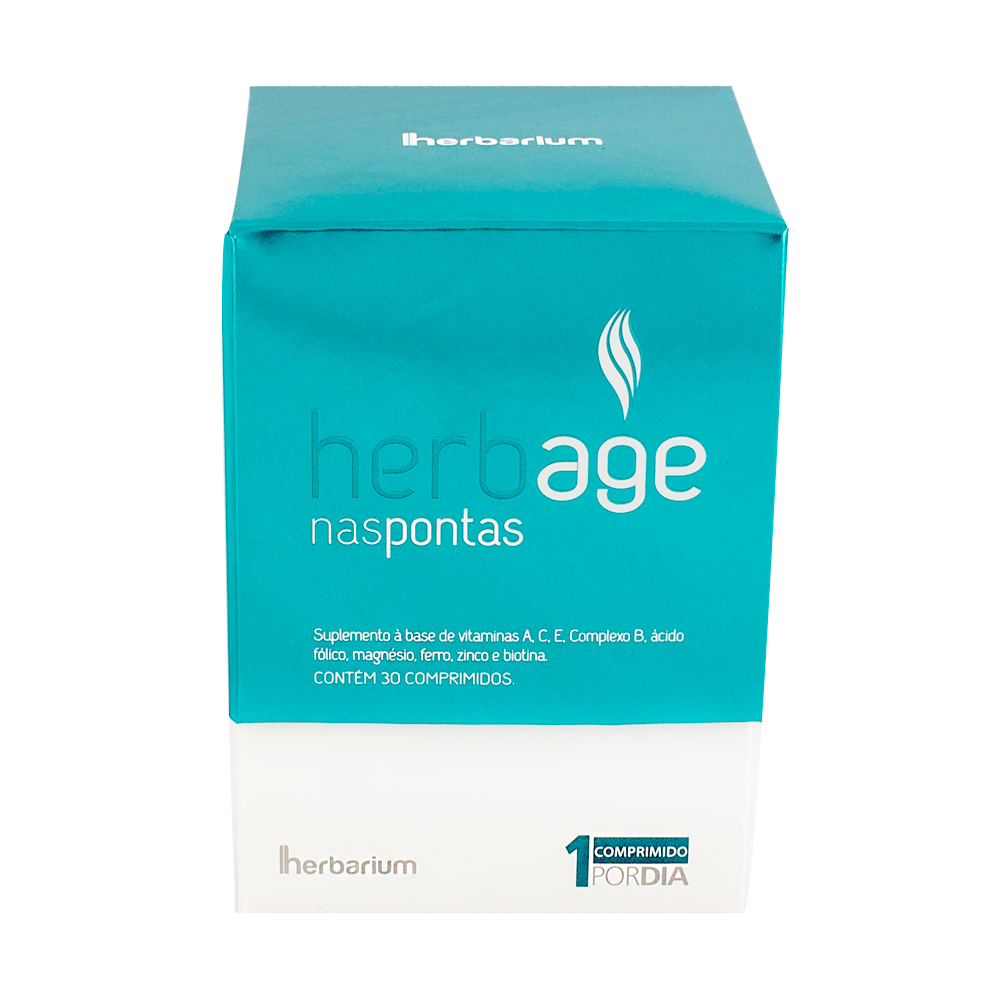 herbarium
herbage
naspontas
Suplemento à base de vitaminas A, C, E, Complexo B, ácido
fólico, magnésio, ferro, zinco e biotina.
CONTÉM 30 COMPRIMIDOS.
herbarium
1 COMPRIMIDO
PORDIA